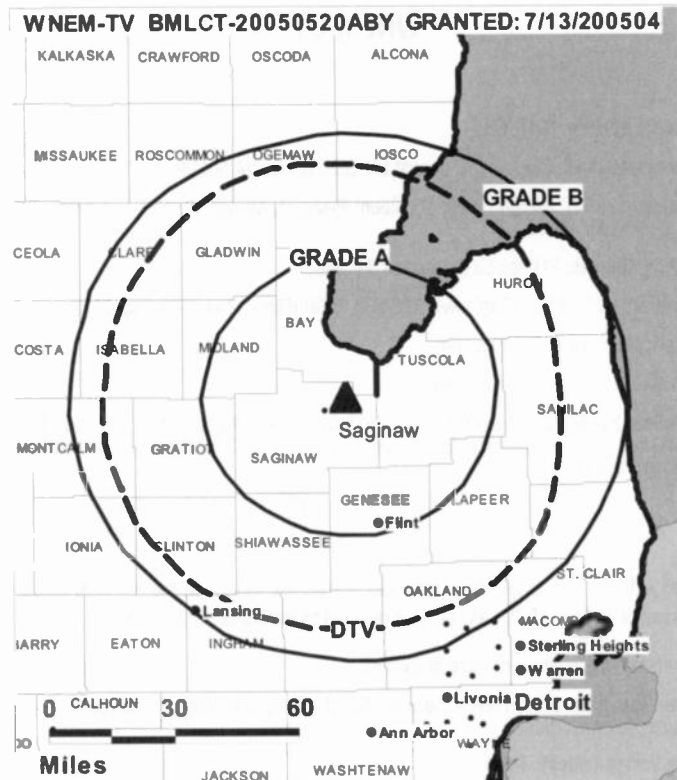 WNEM-TV BMLCT-20050520ABY GRANTED: 7/13/200504
KALKASKA CRAWFORD OSCODA ALCONA
MISSAUKEE ROSCOMMON OGEMAW IOSCO
GRADE B
CEOLA CLARE GLADWIN GRADE A
HURON
BAY
COSTA ISABELLA MIDLAND TUSCOLA
SANILAC
Saginaw
MONTCALM GRATIOT SAGINAW
GENESEE LAPEER
Flint
IONIA CLINTON SHIAWASSEE
ST. CLAIR
OAKLAND
Lansing
MACOMB
DTV
BARRY EATON INGHAM Sterling Heights
Warren
CALHOUN Livonia Detroit
0 30 60
Ann Arbor
WAYNE
Miles
JACKSON WASHTENAW